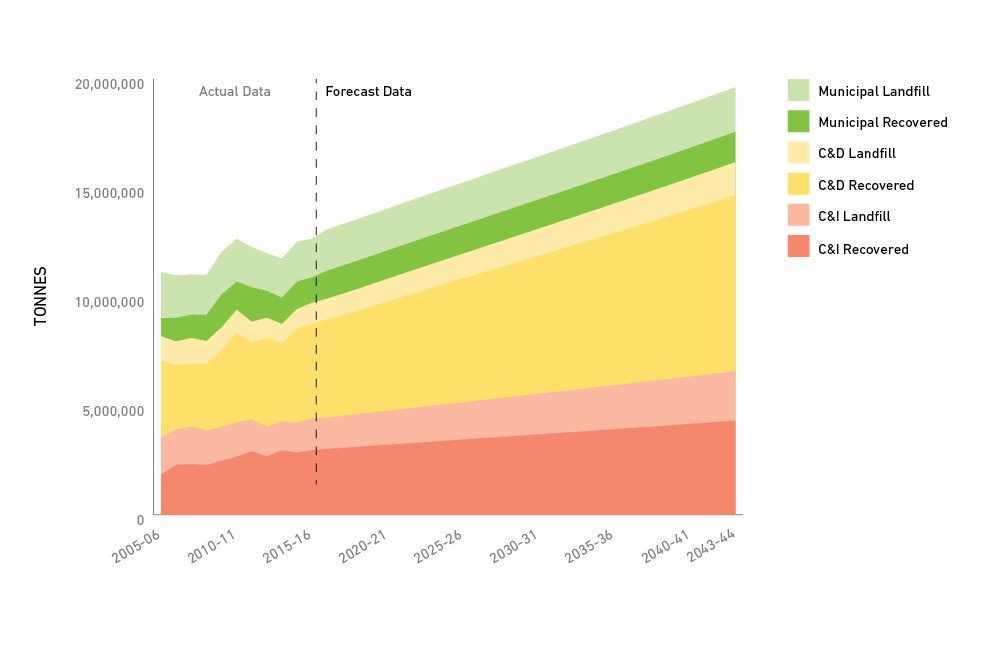 Actual Data
Forecast Data
TONNES
20,000,000
15,000,000
10,000,000
5,000,000
0
2005-06
2010-11
2015-16
2020-21
2025-26
2030-31
2035-36
2040-41
2043-44
Municipal Landfill
Municipal Recovered
C&D Landfill
C&D Recovered
C&I Landfill
C&I Recovered